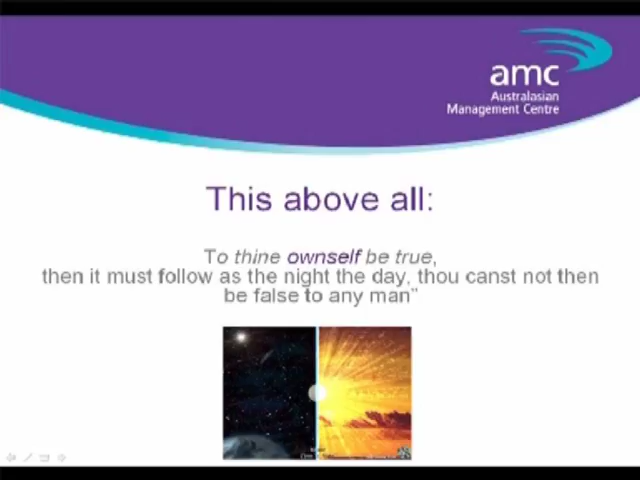 amc
Australasian
Management Centre
This above all:
To thine ownself be true,
then it must follow as the night the day, thou canst not then
be false to any man”